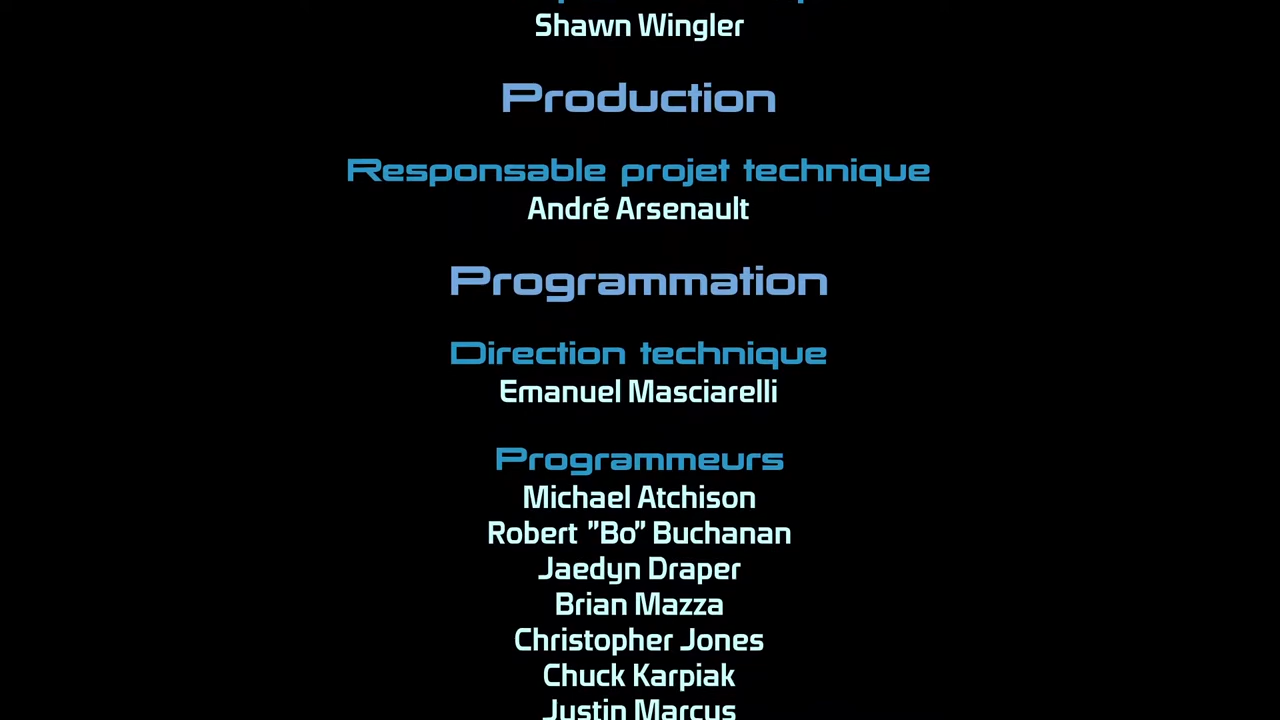 Shawn Wingler
Production
Responsable projet technique
André Arsenault
Programmation
Direction technique
Emanuel Masciarelli
Programmeurs
Michael Atchison
Robert "Bo" Buchanan
Jaedyn Draper
Brian Mazza
Christopher Jones
Chuck Karpiak
Justin Marcus